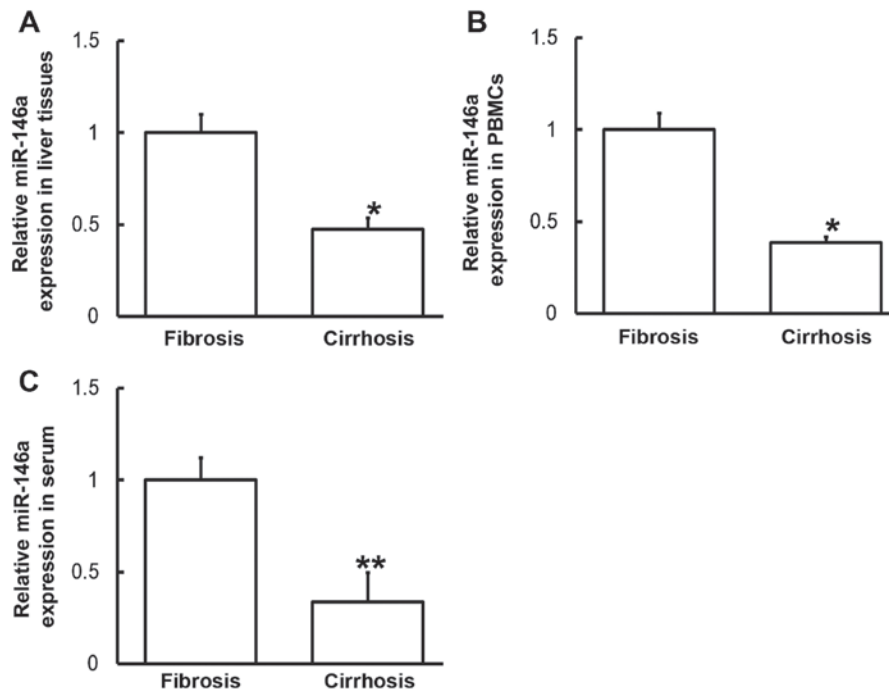 A
Relative miR-146a
expression in liver tissues
1.5
1
0.5
0
*
Fibrosis
Cirrhosis
B
Relative miR-146a
expression in PBMCs
1.5
1
0.5
0
*
Fibrosis
Cirrhosis
C
Relative miR-146a
expression in serum
1.5
1
0.5
0
**
Fibrosis
Cirrhosis